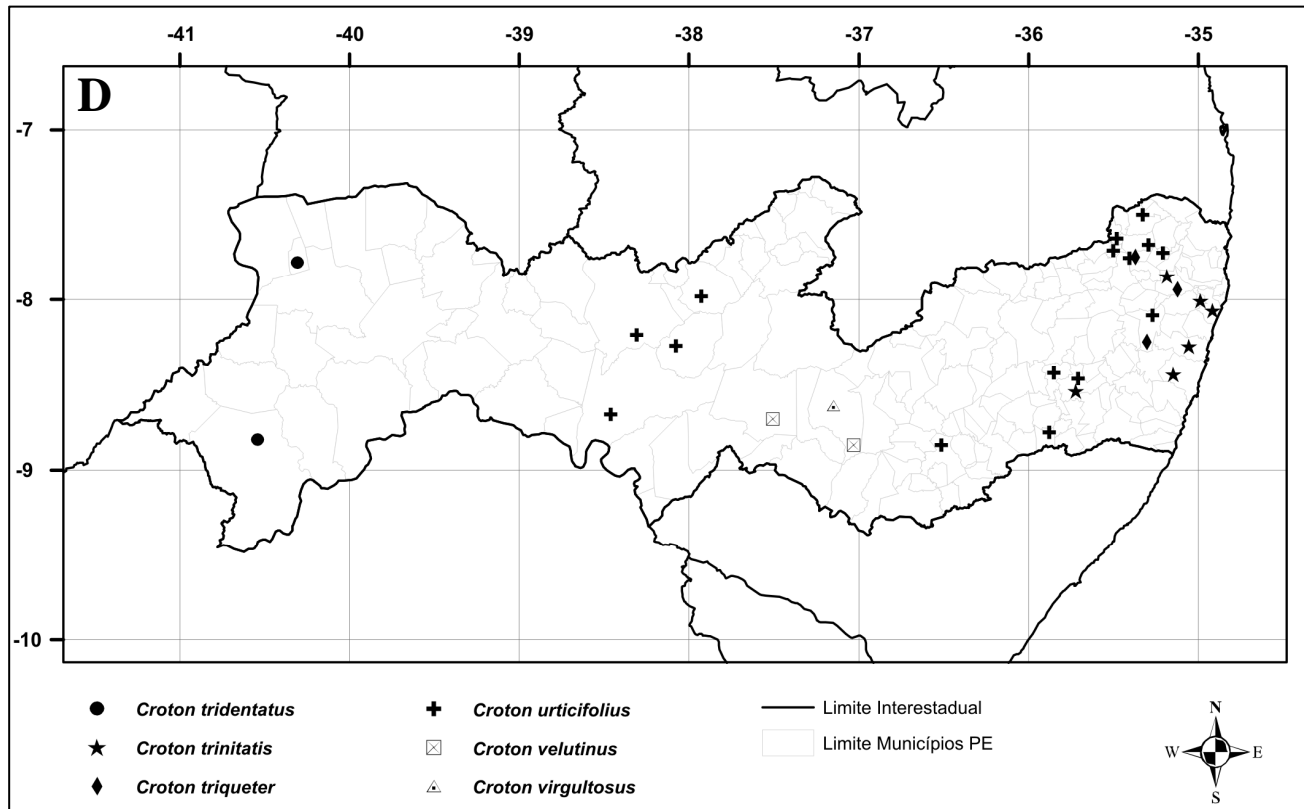 -41 -40 -39 -38 -37 -36 -35
D
-7
-8
-9
-10
Croton tridentatus Croton urticifolius Limite Interestadual
Croton trinitatis Croton velutinus Limite Municípios PE
Croton triqueter Croton virgultosus
N
W E
S